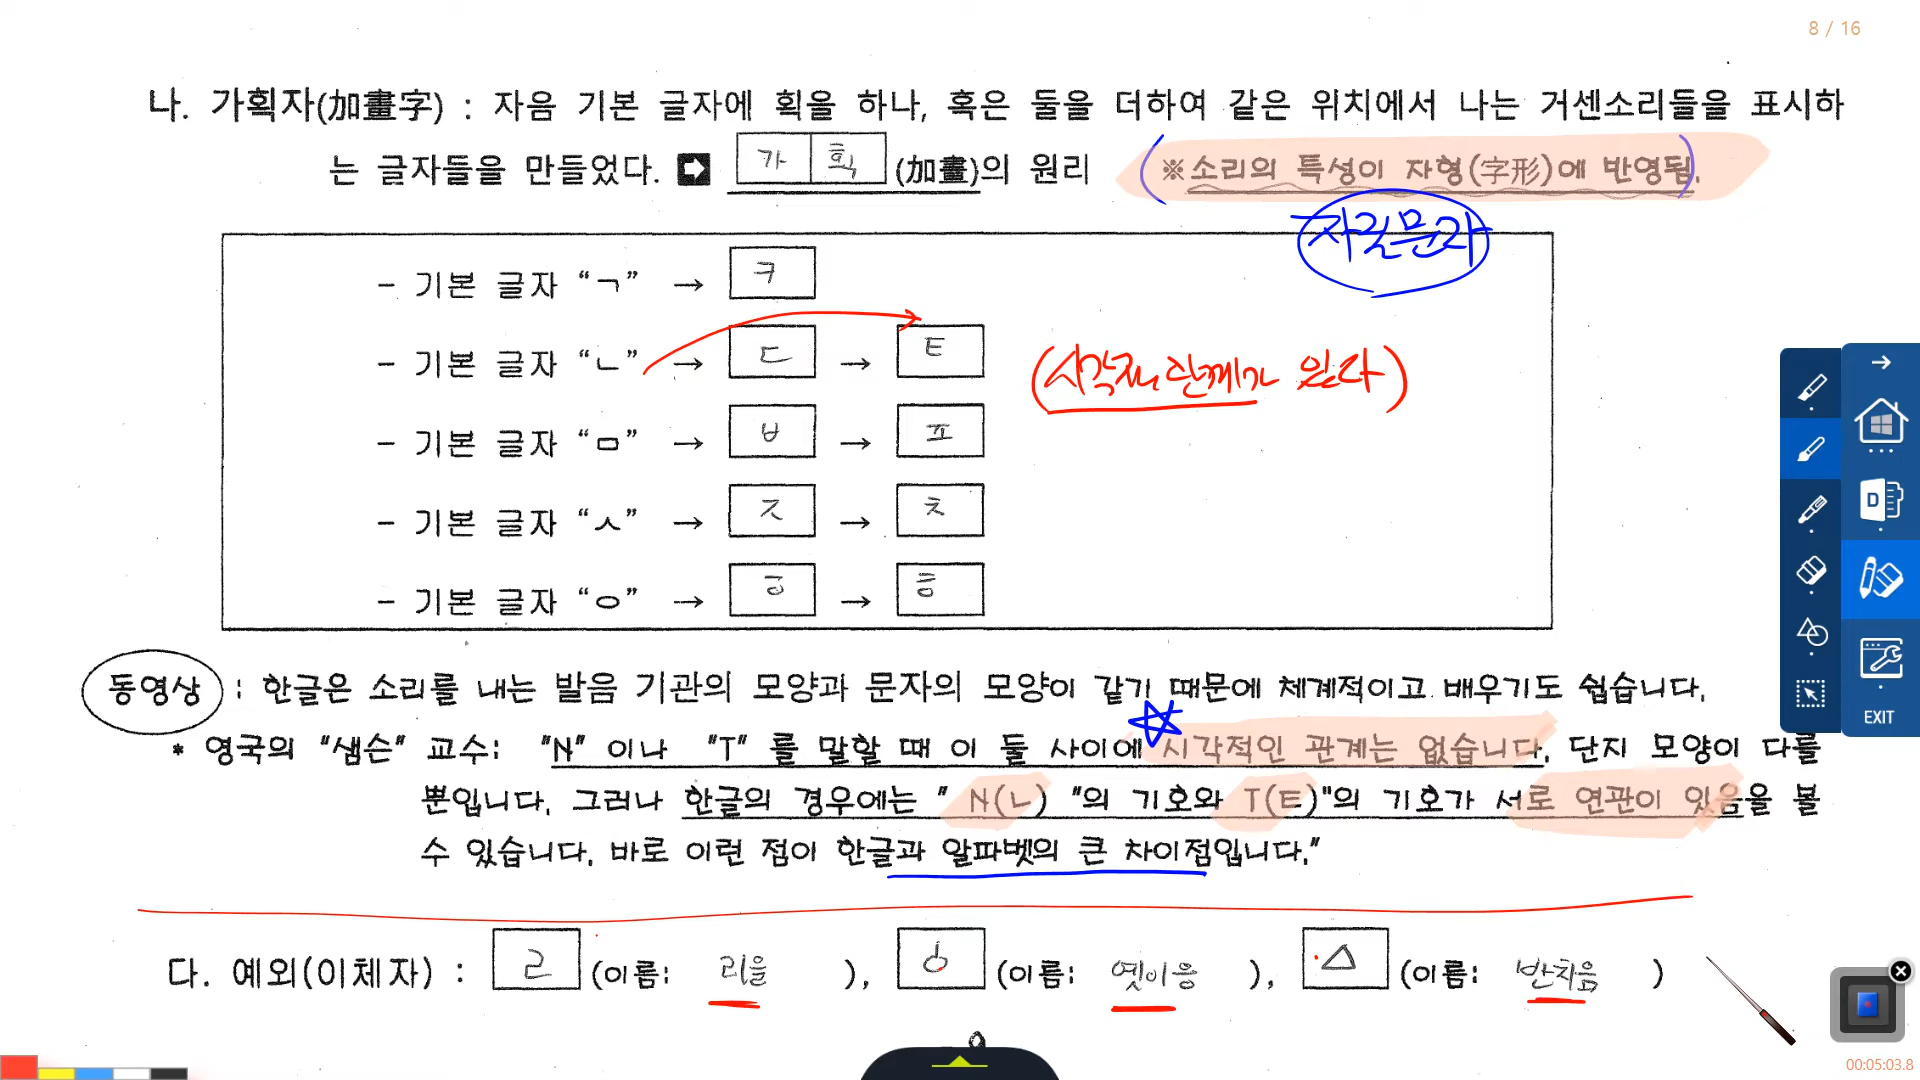 8 / 16
나. 가획자(加畫字) : 자음 기본 글자에 획을 하나, 혹은 둘을 더하여 같은 위치에서 나는 거센소리들을 표시하
는 글자들을 만들었다. ➡ 가 획 (加畫)의 원리 (※소리의 특성이 자형(字形)에 반영됨.)
자질문자
- 기본 글자 “ㄱ” → ㅋ
- 기본 글자 “ㄴ” → ㄷ → ㅌ (시각적 관계가 있다)
- 기본 글자 “ㅁ” → ㅂ → ㅍ
- 기본 글자 “ㅅ” → ㅈ → ㅊ
- 기본 글자 “ㅇ” → ㆆ → ㅎ
동영상 : 한글은 소리를 내는 발음 기관의 모양과 문자의 모양이 같기 때문에 체계적이고 배우기도 쉽습니다.
* 영국의 "샘슨" 교수: "N" 이나 "T" 를 말할 때 이 둘 사이에 시각적인 관계는 없습니다. 단지 모양이 다를
뿐입니다. 그러나 한글의 경우에는 " N(ㄴ) "의 기호와 T(ㅌ)"의 기호가 서로 연관이 있음을 볼
수 있습니다. 바로 이런 점이 한글과 알파벳의 큰 차이점입니다."
다. 예외(이체자) : ㄹ (이름: 리을 ), ㆁ (이름: 옛이응 ), ㅿ (이름: 반치음 )
EXIT
00:05:03.8